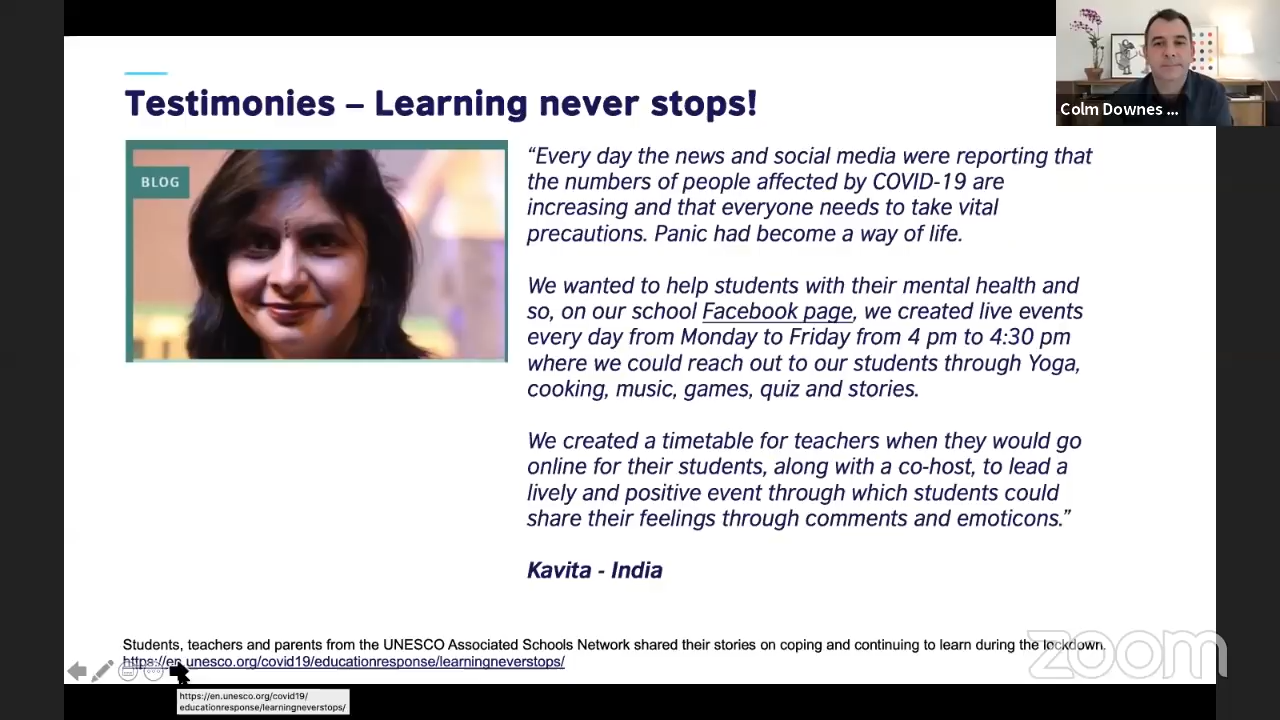 Testimonies – Learning never stops!
Colm Downes ...
BLOG
“Every day the news and social media were reporting that
the numbers of people affected by COVID-19 are
increasing and that everyone needs to take vital
precautions. Panic had become a way of life.
We wanted to help students with their mental health and
so, on our school Facebook page, we created live events
every day from Monday to Friday from 4 pm to 4:30 pm
where we could reach out to our students through Yoga,
cooking, music, games, quiz and stories.
We created a timetable for teachers when they would go
online for their students, along with a co-host, to lead a
lively and positive event through which students could
share their feelings through comments and emoticons.”
Kavita - India
Students, teachers and parents from the UNESCO Associated Schools Network shared their stories on coping and continuing to learn during the lockdown.
https://en.unesco.org/covid19/educationresponse/learningneverstops/
https://en.unesco.org/covid19/
educationresponse/learningneverstops/
zoom